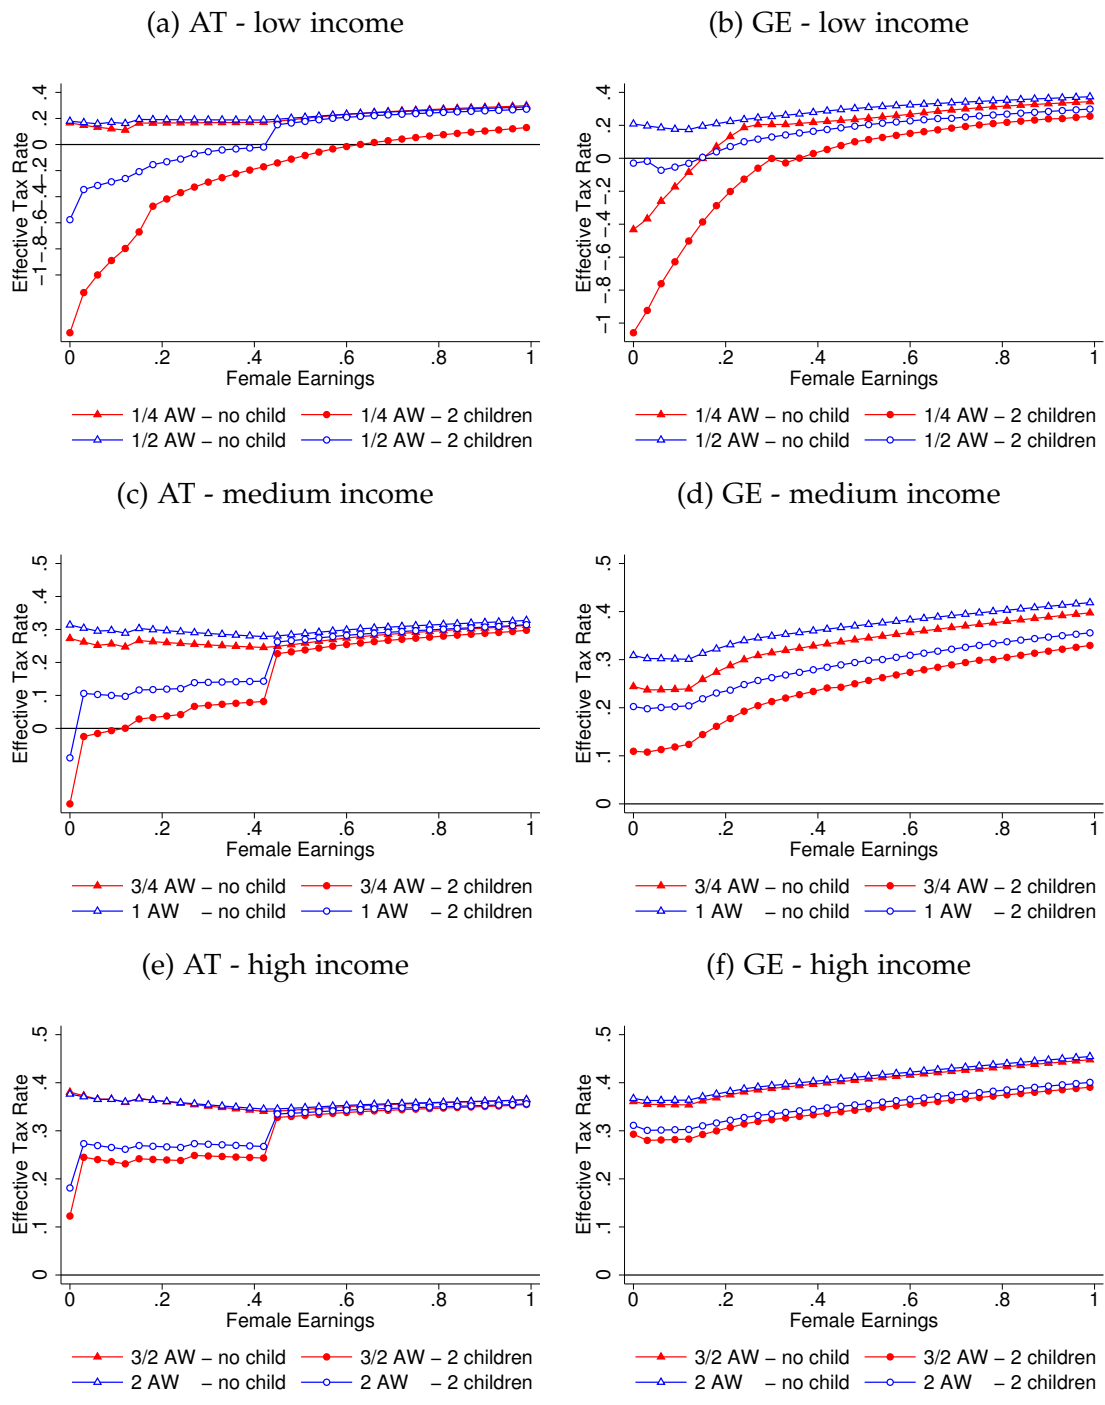 (a) AT - low income
(b) GE - low income
Effective Tax Rate
−1−.8−.6−.4−.2 0 .2 .4
0 .2 .4 .6 .8 1
Female Earnings
1/4 AW − no child 1/4 AW − 2 children
1/2 AW − no child 1/2 AW − 2 children
Effective Tax Rate
−1 −.8 −.6 −.4 −.2 0 .2 .4
0 .2 .4 .6 .8 1
Female Earnings
1/4 AW − no child 1/4 AW − 2 children
1/2 AW − no child 1/2 AW − 2 children
(c) AT - medium income
(d) GE - medium income
Effective Tax Rate
0 .1 .2 .3 .4 .5
0 .2 .4 .6 .8 1
Female Earnings
3/4 AW − no child 3/4 AW − 2 children
1 AW − no child 1 AW − 2 children
Effective Tax Rate
0 .1 .2 .3 .4 .5
0 .2 .4 .6 .8 1
Female Earnings
3/4 AW − no child 3/4 AW − 2 children
1 AW − no child 1 AW − 2 children
(e) AT - high income
(f) GE - high income
Effective Tax Rate
0 .1 .2 .3 .4 .5
0 .2 .4 .6 .8 1
Female Earnings
3/2 AW − no child 3/2 AW − 2 children
2 AW − no child 2 AW − 2 children
Effective Tax Rate
0 .1 .2 .3 .4 .5
0 .2 .4 .6 .8 1
Female Earnings
3/2 AW − no child 3/2 AW − 2 children
2 AW − no child 2 AW − 2 children